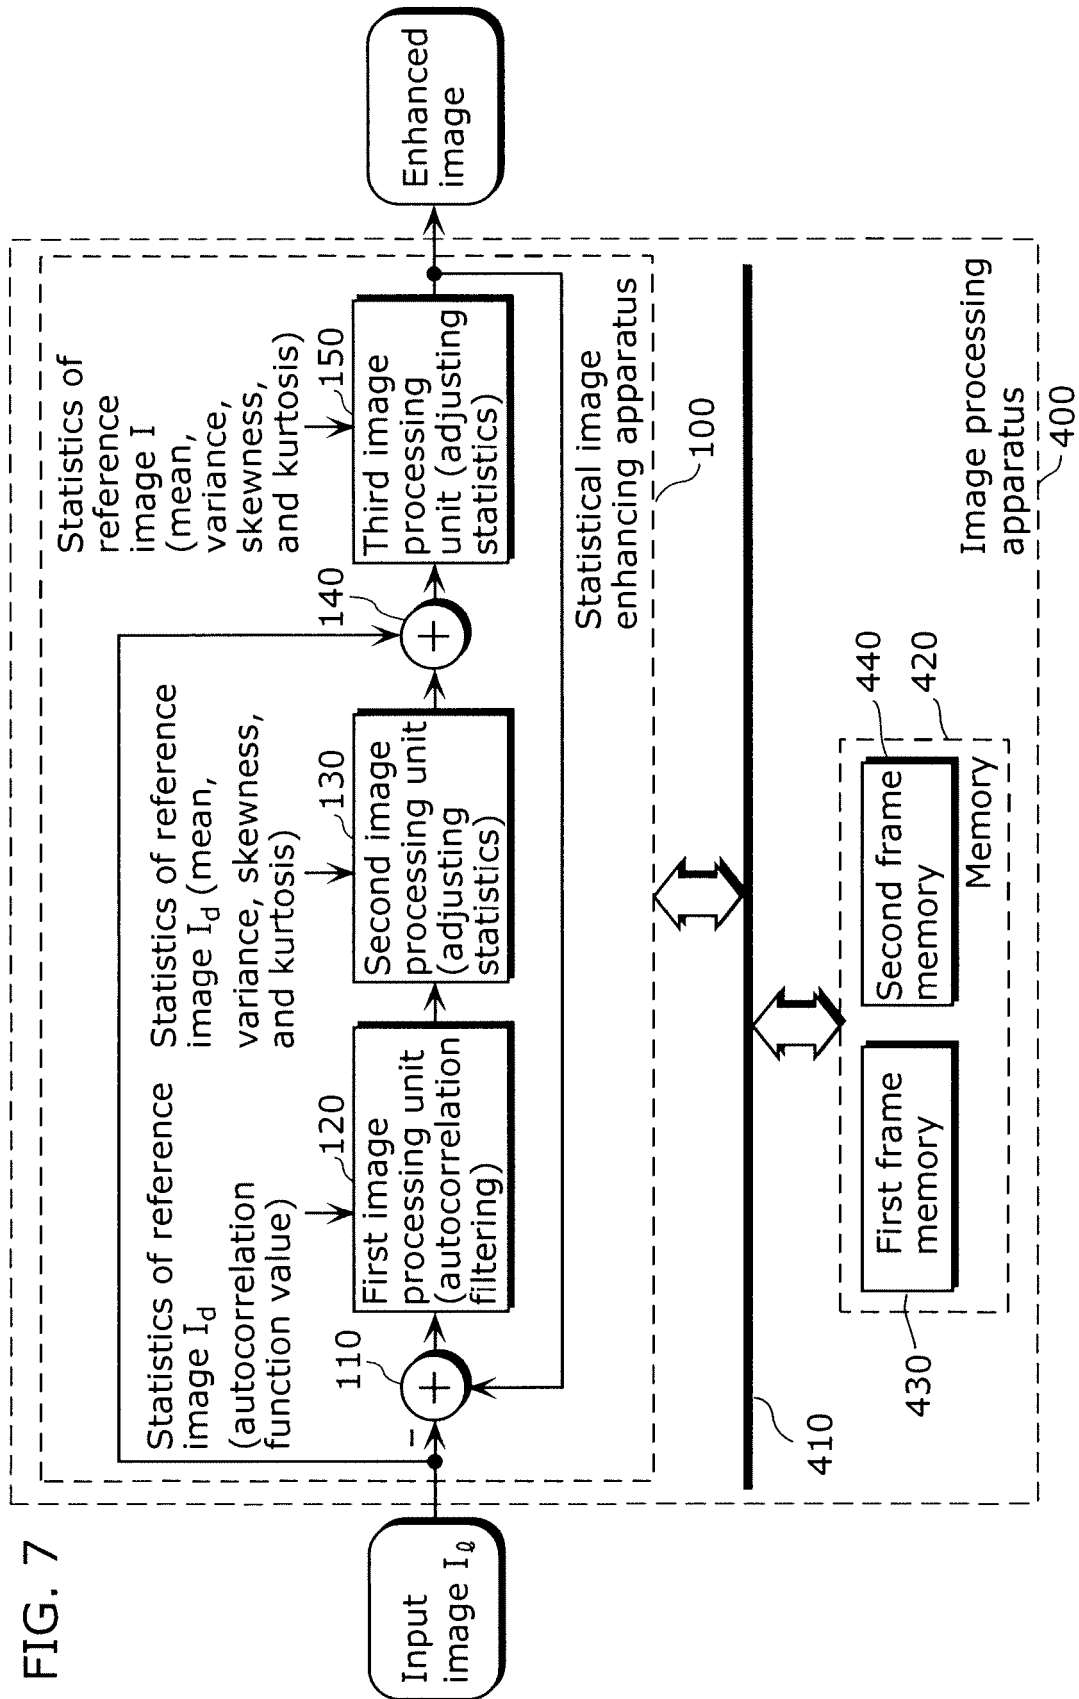 FIG. 7
Input
image Iℓ
Statistics of reference
image Id
(autocorrelation
function value)
Statistics of reference
image Id (mean,
variance, skewness,
and kurtosis)
Statistics of
reference
image I
(mean,
variance,
skewness,
and kurtosis)
110
−
+
120
First image
processing unit
(autocorrelation
filtering)
130
Second image
processing unit
(adjusting
statistics)
140
+
150
Third image
processing
unit (adjusting
statistics)
Enhanced
image
Statistical image
enhancing apparatus
100
410
430
First frame
memory
Second frame
memory
440
Memory
420
Image processing
apparatus
400